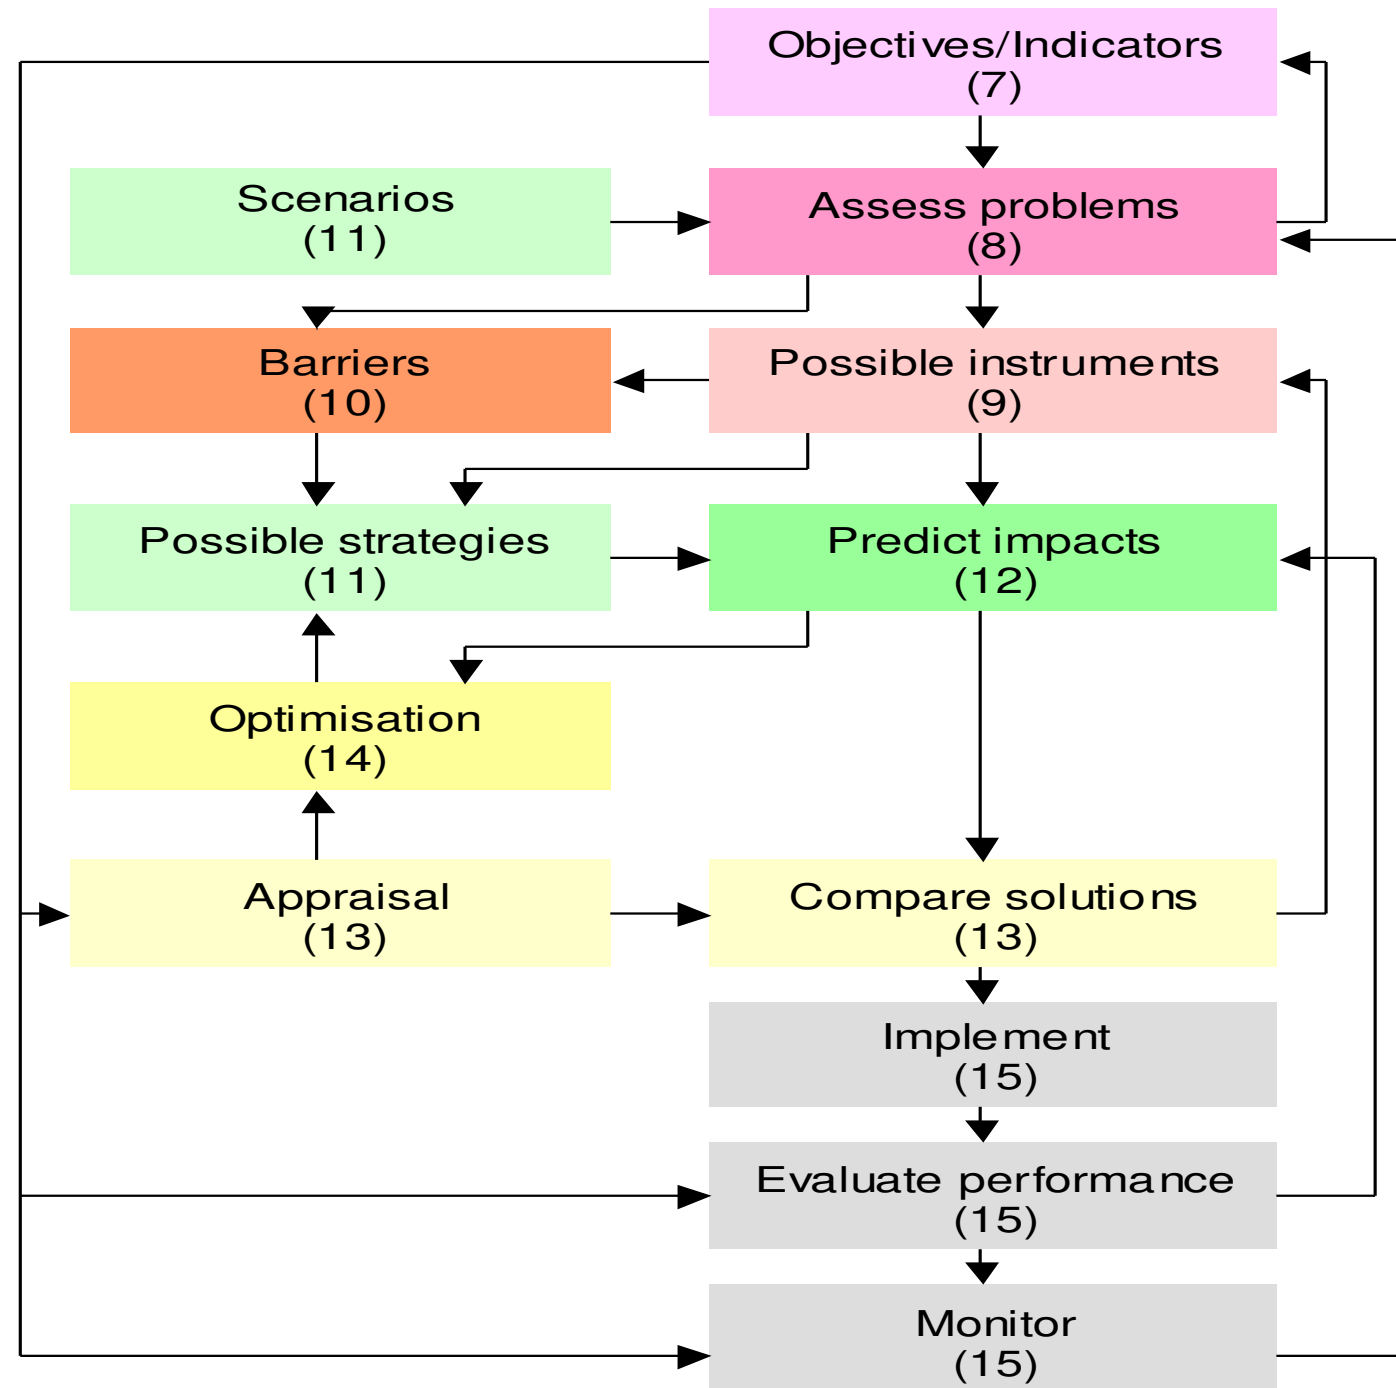 Objectives/Indicators
(7)
Scenarios
(11)
Assess problems
(8)
Barriers
(10)
Possible instruments
(9)
Possible strategies
(11)
Predict impacts
(12)
Optimisation
(14)
Appraisal
(13)
Compare solutions
(13)
Implement
(15)
Evaluate performance
(15)
Monitor
(15)